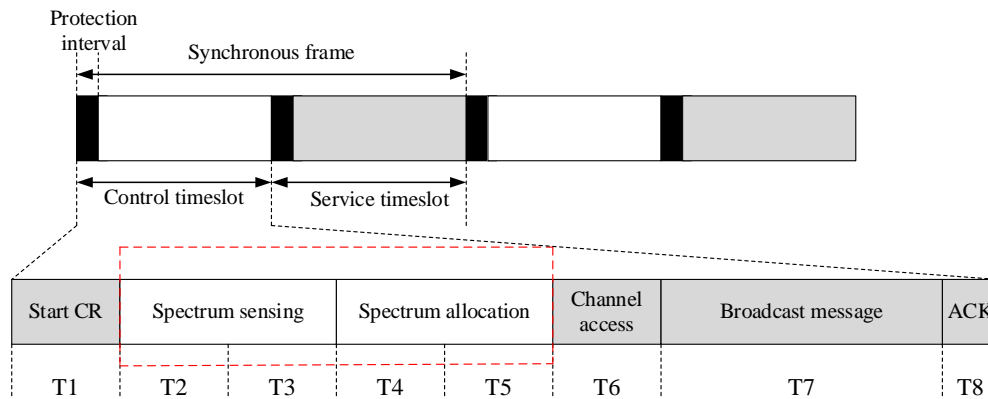 Protection
interval
Synchronous frame
Control timeslot
Service timeslot
Start CR
Spectrum sensing
Spectrum allocation
Channel
access
Broadcast message
ACK
T1
T2
T3
T4
T5
T6
T7
T8